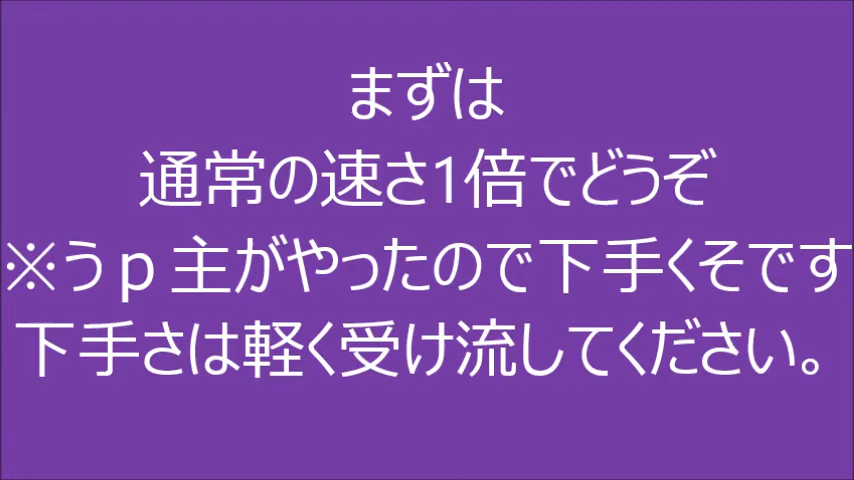 まずは
通常の速さ1倍でどうぞ
※うｐ主がやったので下手くそです
下手さは軽く受け流してください。